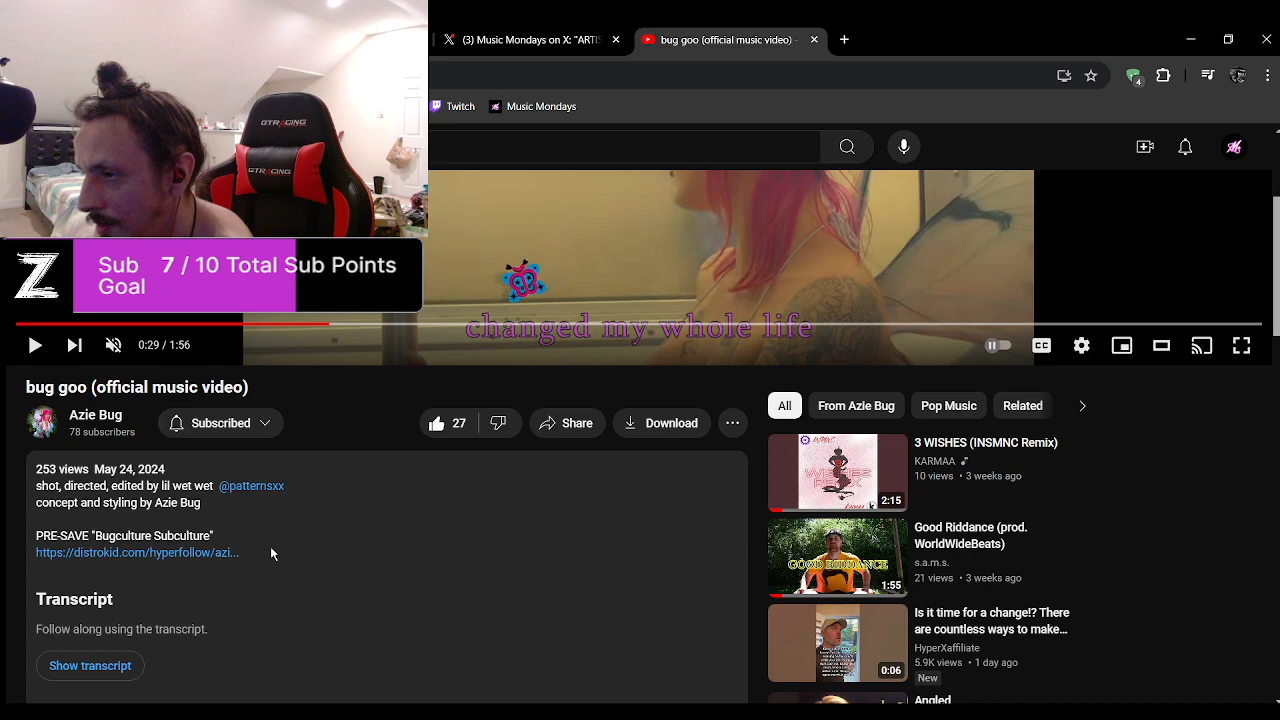 (3) Music Mondays on X: "ARTIS
bug goo (official music video) -
4
Twitch
Music Mondays
GTRACING
GTRACING
Z
Sub Goal
7 / 10 Total Sub Points
changed my whole life
0:29 / 1:56
CC
bug goo (official music video)
Azie Bug
78 subscribers
Subscribed
27
Share
Download
253 views May 24, 2024
shot, directed, edited by lil wet wet @patternsxx
concept and styling by Azie Bug
PRE-SAVE "Bugculture Subculture"
https://distrokid.com/hyperfollow/azi...
Transcript
Follow along using the transcript.
Show transcript
All
From Azie Bug
Pop Music
Related
2:15
3 WISHES (INSMNC Remix)
KARMAA
10 views • 3 weeks ago
GOOD RIDDANCE
1:55
Good Riddance (prod.
WorldWideBeats)
s.a.m.s.
21 views • 3 weeks ago
0:06
Is it time for a change!? There
are countless ways to make...
HyperXaffiliate
5.9K views • 1 day ago
New
Angled